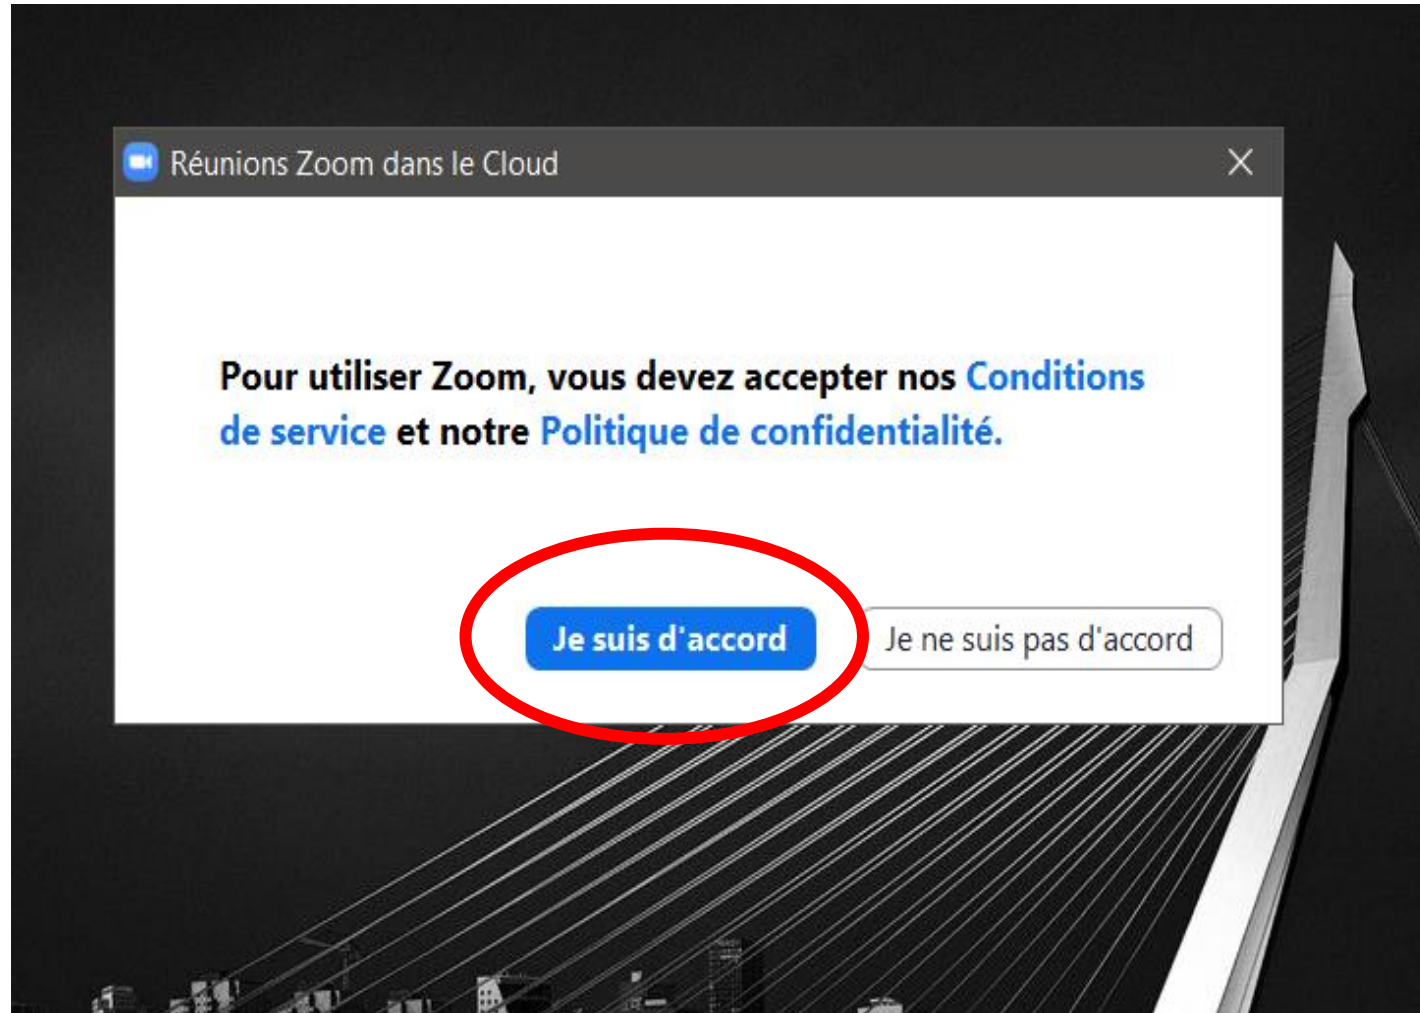 Réunions Zoom dans le Cloud
Pour utiliser Zoom, vous devez accepter nos Conditions
de service et notre Politique de confidentialité.
Je suis d'accord
Je ne suis pas d'accord